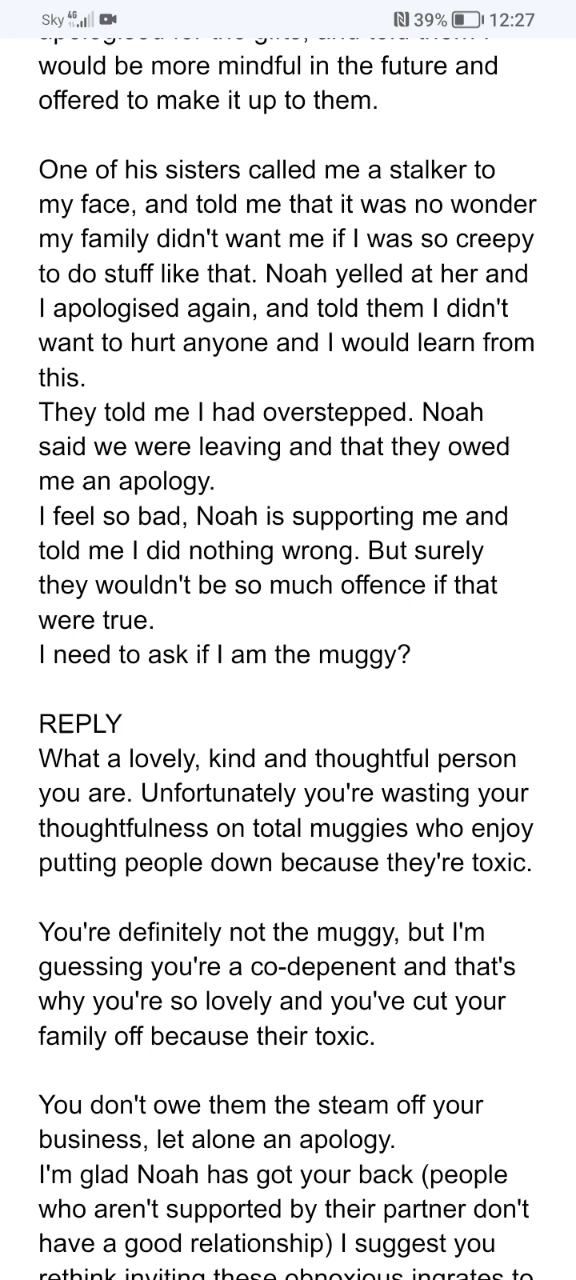 Sky 4G 39% 12:27
would be more mindful in the future and
offered to make it up to them.
One of his sisters called me a stalker to
my face, and told me that it was no wonder
my family didn't want me if I was so creepy
to do stuff like that. Noah yelled at her and
I apologised again, and told them I didn't
want to hurt anyone and I would learn from
this.
They told me I had overstepped. Noah
said we were leaving and that they owed
me an apology.
I feel so bad, Noah is supporting me and
told me I did nothing wrong. But surely
they wouldn't be so much offence if that
were true.
I need to ask if I am the muggy?
REPLY
What a lovely, kind and thoughtful person
you are. Unfortunately you're wasting your
thoughtfulness on total muggies who enjoy
putting people down because they're toxic.
You're definitely not the muggy, but I'm
guessing you're a co-depenent and that's
why you're so lovely and you've cut your
family off because their toxic.
You don't owe them the steam off your
business, let alone an apology.
I'm glad Noah has got your back (people
who aren't supported by their partner don't
have a good relationship) I suggest you
rethink inviting these obnoxious ingrates to